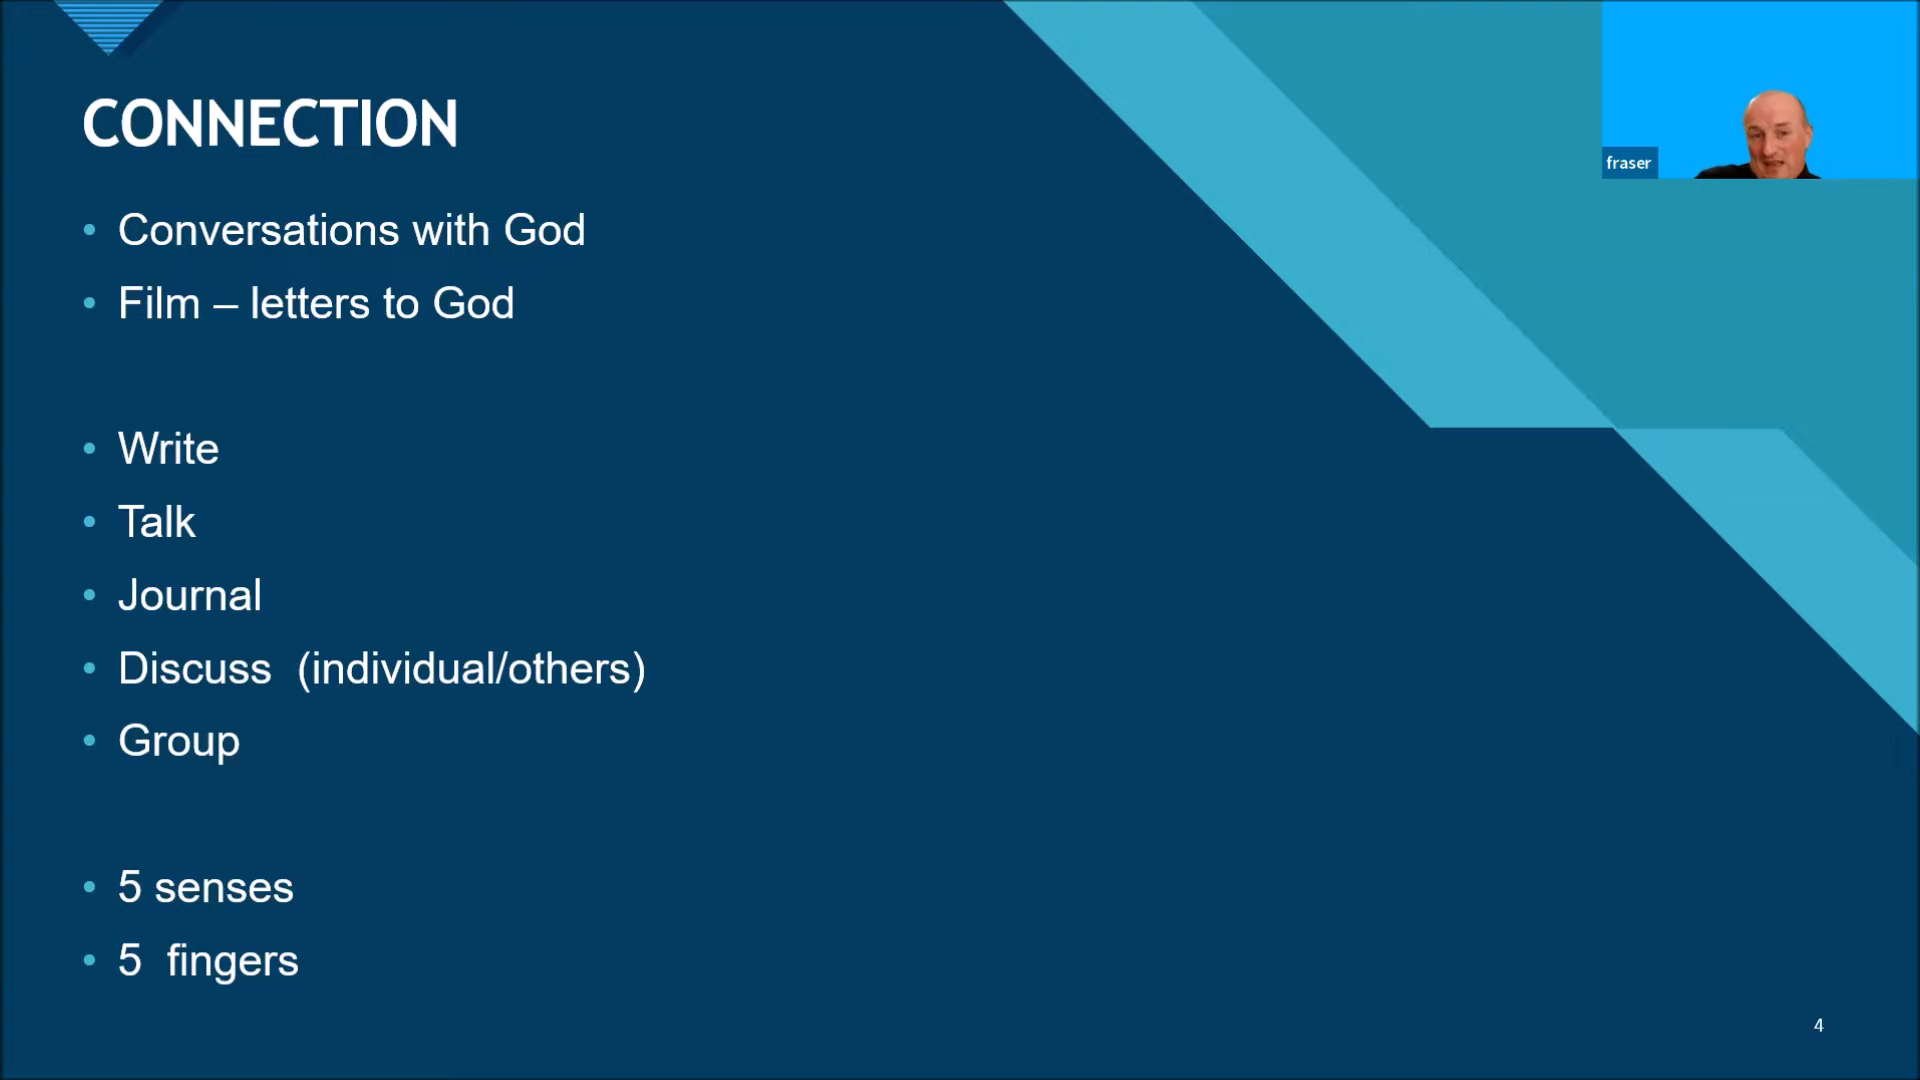 CONNECTION
fraser
• Conversations with God
• Film – letters to God
• Write
• Talk
• Journal
• Discuss  (individual/others)
• Group
• 5 senses
• 5  fingers
4